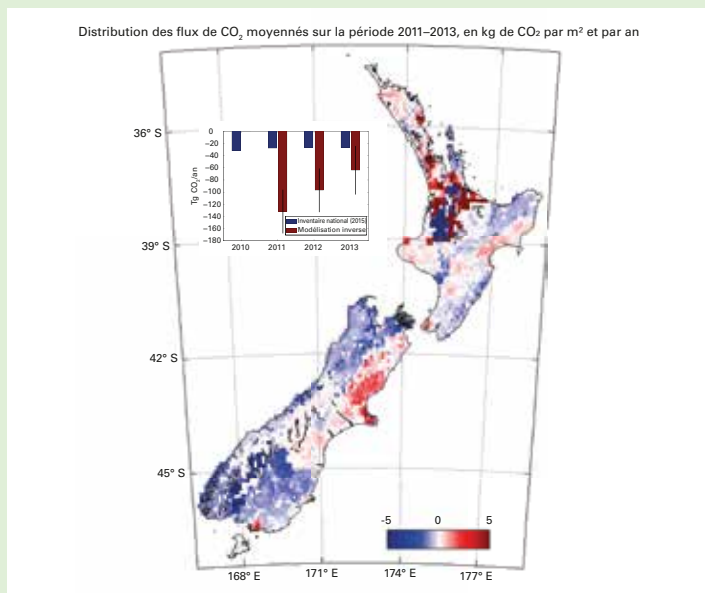 Distribution des flux de CO₂ moyennés sur la période 2011–2013, en kg de CO₂ par m² et par an
36° S
39° S
42° S
45° S
168° E
171° E
174° E
177° E
Tg CO₂/an
0
−20
−40
−60
−80
−100
−120
−140
−160
−180
2010
2011
2012
2013
Inventaire national (2015)
Modélisation inverse
-5
0
5